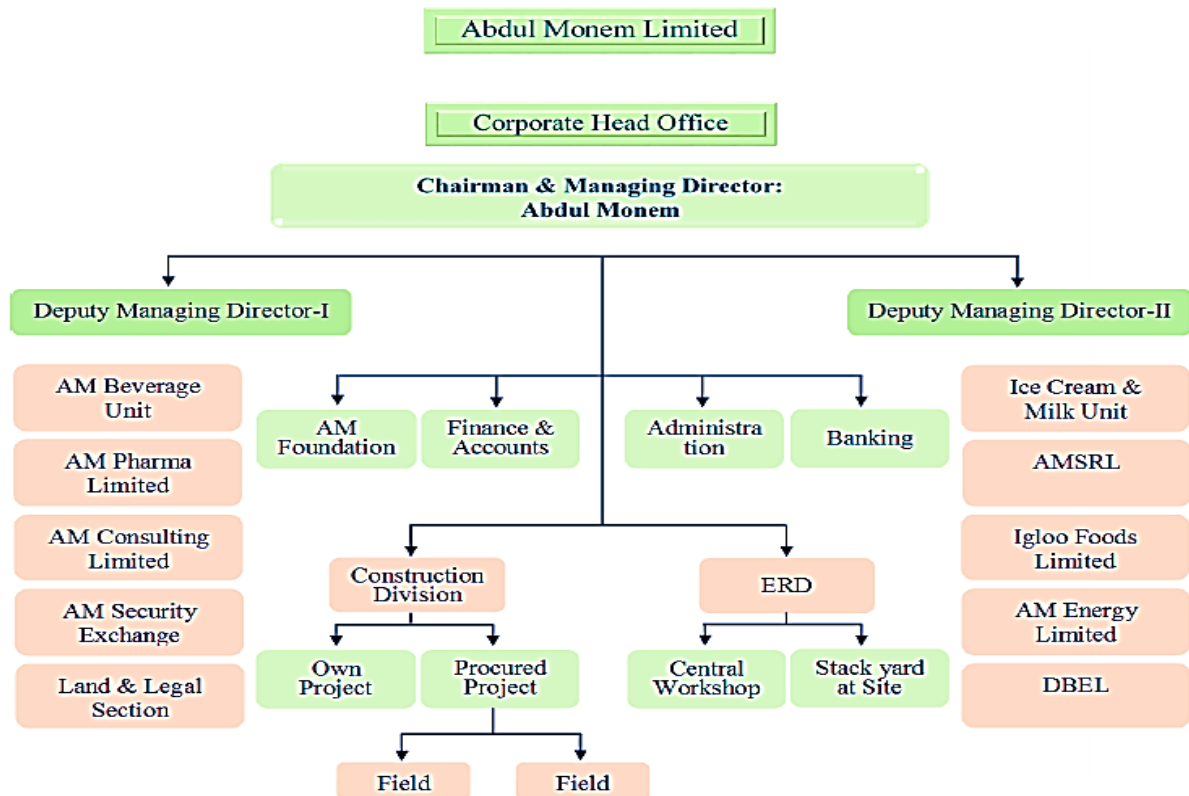 Abdul Monem Limited
Corporate Head Office
Chairman & Managing Director:
Abdul Monem
Deputy Managing Director-I
Deputy Managing Director-II
AM Beverage
Unit
AM Pharma
Limited
AM Consulting
Limited
AM Security
Exchange
Land & Legal
Section
AM
Foundation
Finance &
Accounts
Administra
tion
Banking
Construction
Division
ERD
Own
Project
Procured
Project
Central
Workshop
Stack yard
at Site
Field
Field
Ice Cream &
Milk Unit
AMSRL
Igloo Foods
Limited
AM Energy
Limited
DBEL